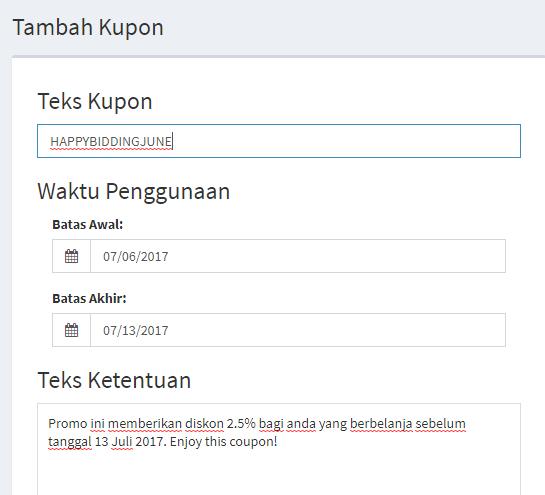 Tambah Kupon
Teks Kupon
HAPPYBIDDINGJUNE
Waktu Penggunaan
Batas Awal:
07/06/2017
Batas Akhir:
07/13/2017
Teks Ketentuan
Promo ini memberikan diskon 2.5% bagi anda yang berbelanja sebelum
tanggal 13 Juli 2017. Enjoy this coupon!